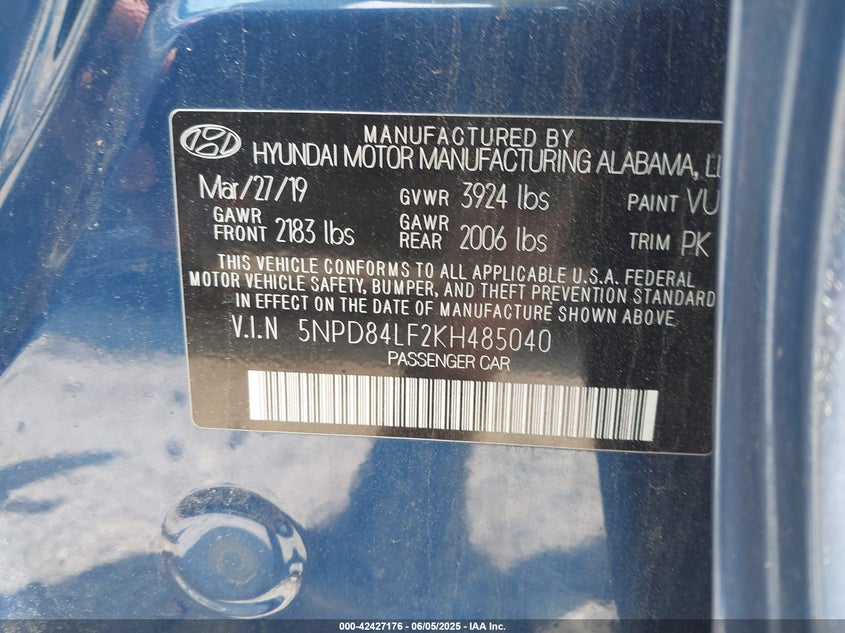 MANUFACTURED BY
HYUNDAI MOTOR MANUFACTURING ALABAMA,
Mar/27/19 GVWR 3924 lbs PAINT VU
GAWR FRONT 2183 lbs GAWR REAR 2006 lbs TRIM PK
THIS VEHICLE CONFORMS TO ALL APPLICABLE U.S.A. FEDERAL
MOTOR VEHICLE SAFETY, BUMPER, AND THEFT PREVENTION STANDARD
IN EFFECT ON THE DATE OF MANUFACTURE SHOWN ABOVE.
V.I.N 5NPD84LF2KH485040
PASSENGER CAR
000-42427176 - 06/05/2025 - IAA Inc.